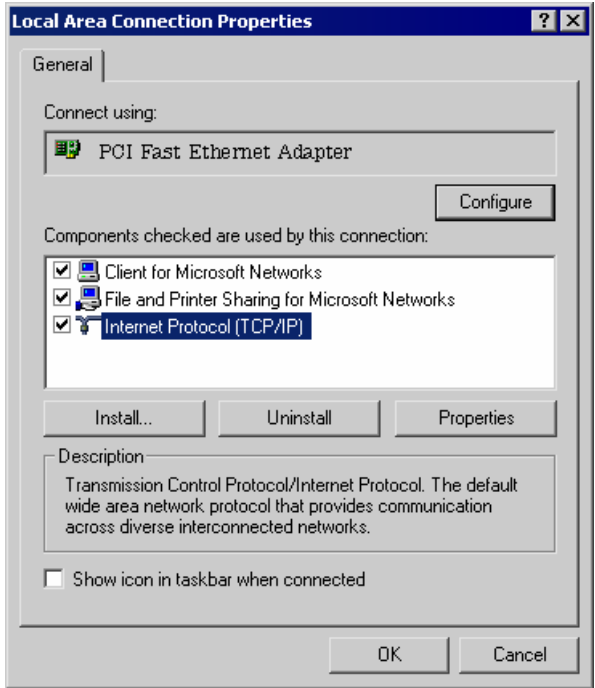 Local Area Connection Properties
General
Connect using:
PCI Fast Ethernet Adapter
Configure
Components checked are used by this connection:
Client for Microsoft Networks
File and Printer Sharing for Microsoft Networks
Internet Protocol (TCP/IP)
Install...
Uninstall
Properties
Description
Transmission Control Protocol/Internet Protocol. The default
wide area network protocol that provides communication
across diverse interconnected networks.
Show icon in taskbar when connected
OK
Cancel